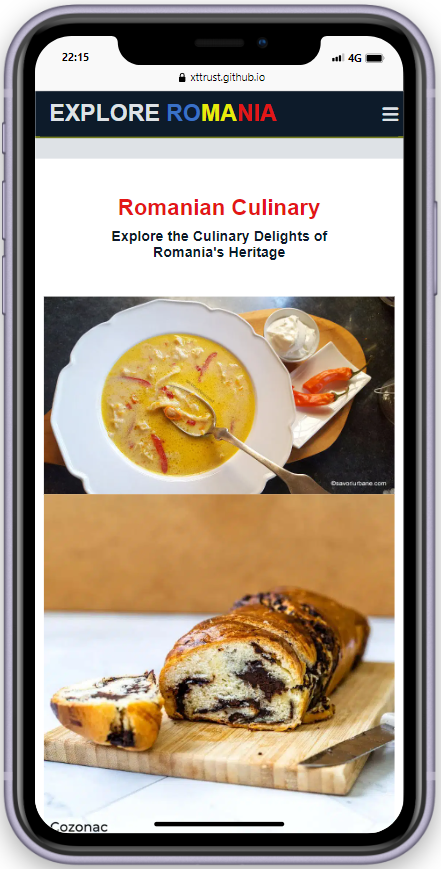 22:15
4G
xttrust.github.io
EXPLORE ROMANIA
Romanian Culinary
Explore the Culinary Delights of
Romania's Heritage
©savoriurbane.com
Cozonac